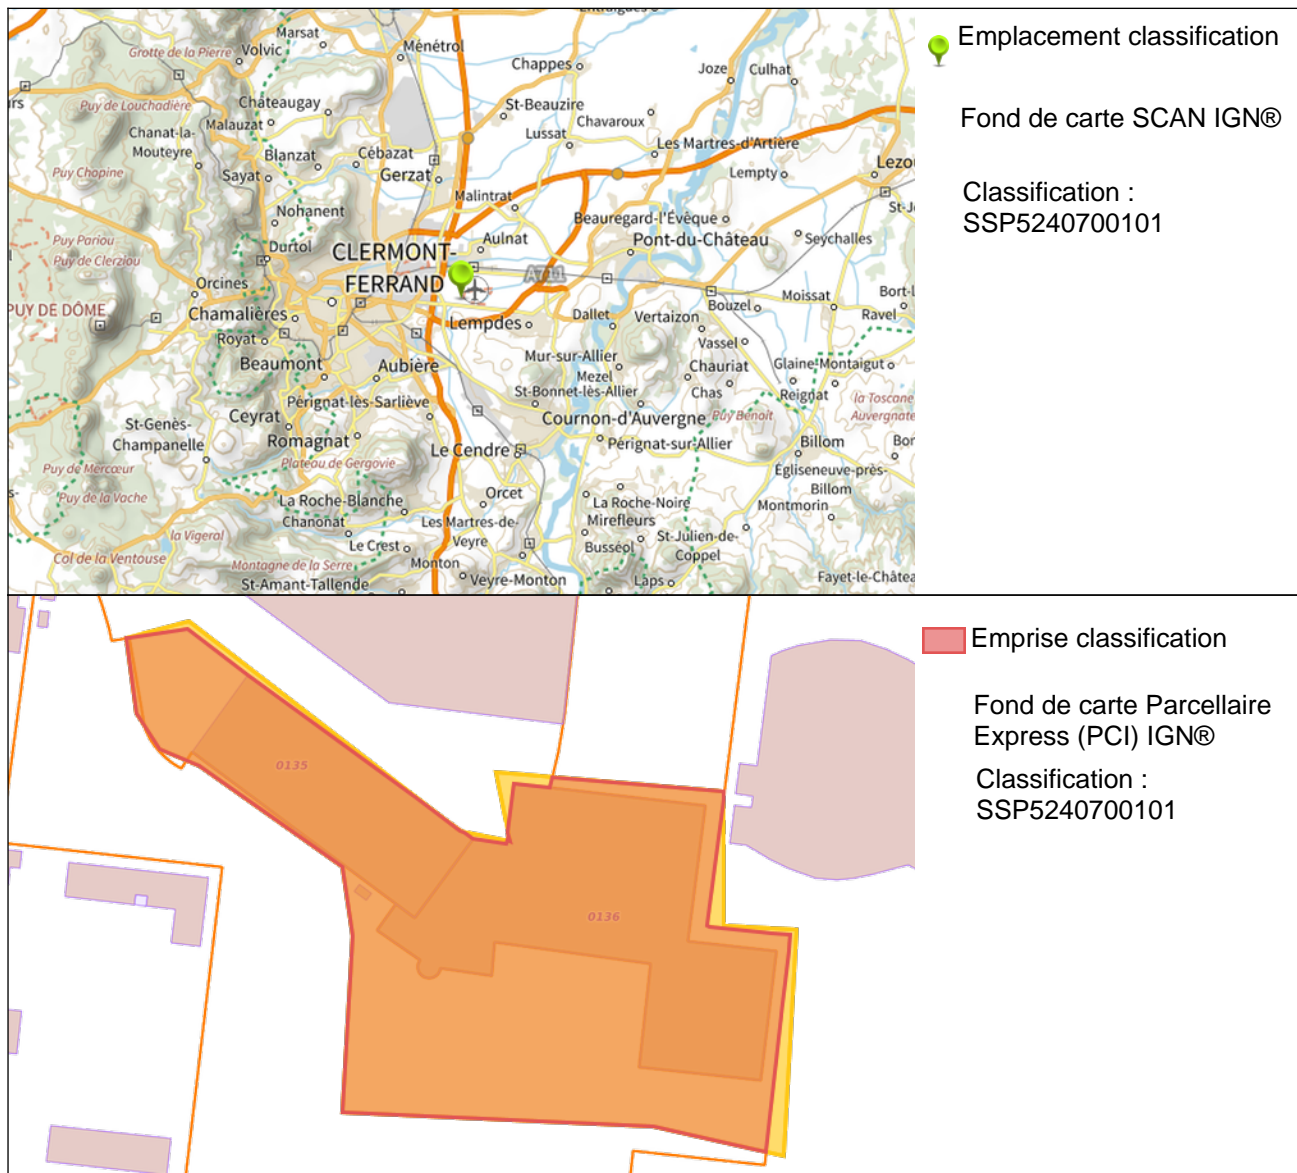 Marsat
Entraigues
Grotte de la Pierre
Volvic
Ménétrol
Chappes
Joze
Culhat
Puy de Louchadière
Châteaugay
St-Beauzire
Chavaroux
Malauzat
Chanat-la-
Mouteyre
Lussat
Les Martres-d'Artière
Blanzat
Cébazat
Gerzat
Lempty
Lezou
Puy Chopine
Sayat
Malintrat
St-J
Nohanent
Beauregard-l'Évêque
Puy Pariou
Durtol
CLERMONT-
FERRAND
Aulnat
Pont-du-Château
Seychalles
Puy de Clerziou
A711
Orcines
Moissat
Bort-L
PUY DE DÔME
Chamalières
Lempdes
Dallet
Vertaizon
Bouzel
Ravel
Royat
Vassel
Beaumont
Aubière
Mur-sur-Allier
Mezel
Chauriat
Glaine-Montaigut
St-Bonnet-lès-Allier
Chas
Reignat
la Toscane
Auvergnate
Pérignat-lès-Sarliève
Ceyrat
Cournon-d'Auvergne
Puy Benoit
St-Genès-
Champanelle
Romagnat
Le Cendre
Pérignat-sur-Allier
Billom
Bor
Puy de Mercœur
Plateau de Gergovie
Égliseneuve-près-
Billom
Puy de la Vache
La Roche-Blanche
Orcet
La Roche-Noire
Montmorin
Chanonat
Les Martres-de-
Veyre
Mirefleurs
la Vigeral
Le Crest
Busséol
St-Julien-de-
Coppel
Col de la Ventouse
Montagne de la Serre
Monton
St-Amant-Tallende
Veyre-Monton
Laps
Fayet-le-Châtea
Emplacement classification
Fond de carte SCAN IGN®
Classification :
SSP5240700101
0135
0136
Emprise classification
Fond de carte Parcellaire
Express (PCI) IGN®
Classification :
SSP5240700101